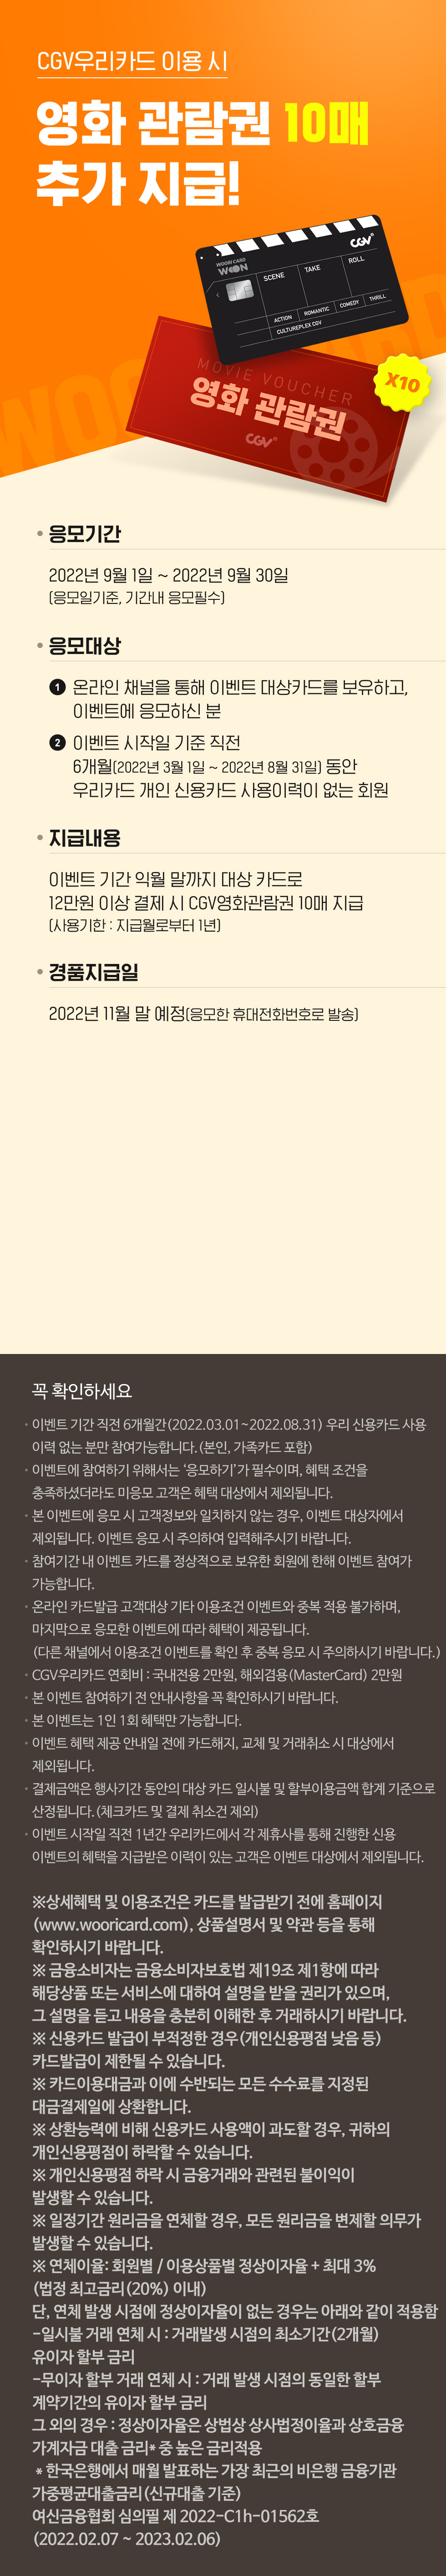 CGV우리카드 이용 시
영화 관람권 10매
추가 지급!
WOORI CARD
WON
CGV
SCENE
TAKE
ROLL
ACTION
ROMANTIC
COMEDY
THRILL
CULTUREPLEX CGV
X10
MOVIE VOUCHER
영화 관람권
CGV
• 응모기간
2022년 9월 1일 ~ 2022년 9월 30일
(응모일기준, 기간내 응모필수)
• 응모대상
1 온라인 채널을 통해 이벤트 대상카드를 보유하고,
이벤트에 응모하신 분
2 이벤트 시작일 기준 직전
6개월(2022년 3월 1일 ~ 2022년 8월 31일) 동안
우리카드 개인 신용카드 사용이력이 없는 회원
• 지급내용
이벤트 기간 익월 말까지 대상 카드로
12만원 이상 결제 시 CGV영화관람권 10매 지급
(사용기한 : 지급월로부터 1년)
• 경품지급일
2022년 11월 말 예정(응모한 휴대전화번호로 발송)
꼭 확인하세요
• 이벤트 기간 직전 6개월간(2022.03.01~2022.08.31) 우리 신용카드 사용
이력 없는 분만 참여가능합니다.(본인, 가족카드 포함)
• 이벤트에 참여하기 위해서는 ‘응모하기’가 필수이며, 혜택 조건을
충족하셨더라도 미응모 고객은 혜택 대상에서 제외됩니다.
• 본 이벤트에 응모 시 고객정보와 일치하지 않는 경우, 이벤트 대상자에서
제외됩니다. 이벤트 응모 시 주의하여 입력해주시기 바랍니다.
• 참여기간 내 이벤트 카드를 정상적으로 보유한 회원에 한해 이벤트 참여가
가능합니다.
• 온라인 카드발급 고객대상 기타 이용조건 이벤트와 중복 적용 불가하며,
마지막으로 응모한 이벤트에 따라 혜택이 제공됩니다.
(다른 채널에서 이용조건 이벤트를 확인 후 중복 응모 시 주의하시기 바랍니다.)
• CGV우리카드 연회비 : 국내전용 2만원, 해외겸용(MasterCard) 2만원
• 본 이벤트 참여하기 전 안내사항을 꼭 확인하시기 바랍니다.
• 본 이벤트는 1인 1회 혜택만 가능합니다.
• 이벤트 혜택 제공 안내일 전에 카드해지, 교체 및 거래취소 시 대상에서
제외됩니다.
• 결제금액은 행사기간 동안의 대상 카드 일시불 및 할부이용금액 합계 기준으로
산정됩니다.(체크카드 및 결제 취소건 제외)
• 이벤트 시작일 직전 1년간 우리카드에서 각 제휴사를 통해 진행한 신용
이벤트의 혜택을 지급받은 이력이 있는 고객은 이벤트 대상에서 제외됩니다.
※상세혜택 및 이용조건은 카드를 발급받기 전에 홈페이지
(www.wooricard.com), 상품설명서 및 약관 등을 통해
확인하시기 바랍니다.
※ 금융소비자는 금융소비자보호법 제19조 제1항에 따라
해당상품 또는 서비스에 대하여 설명을 받을 권리가 있으며,
그 설명을 듣고 내용을 충분히 이해한 후 거래하시기 바랍니다.
※ 신용카드 발급이 부적정한 경우(개인신용평점 낮음 등)
카드발급이 제한될 수 있습니다.
※ 카드이용대금과 이에 수반되는 모든 수수료를 지정된
대금결제일에 상환합니다.
※ 상환능력에 비해 신용카드 사용액이 과도할 경우, 귀하의
개인신용평점이 하락할 수 있습니다.
※ 개인신용평점 하락 시 금융거래와 관련된 불이익이
발생할 수 있습니다.
※ 일정기간 원리금을 연체할 경우, 모든 원리금을 변제할 의무가
발생할 수 있습니다.
※ 연체이율: 회원별 / 이용상품별 정상이자율 + 최대 3%
(법정 최고금리(20%) 이내)
단, 연체 발생 시점에 정상이자율이 없는 경우는 아래와 같이 적용함
-일시불 거래 연체 시 : 거래발생 시점의 최소기간(2개월)
유이자 할부 금리
-무이자 할부 거래 연체 시 : 거래 발생 시점의 동일한 할부
계약기간의 유이자 할부 금리
그 외의 경우 : 정상이자율은 상법상 상사법정이율과 상호금융
가계자금 대출 금리* 중 높은 금리적용
* 한국은행에서 매월 발표하는 가장 최근의 비은행 금융기관
가중평균대출금리(신규대출 기준)
여신금융협회 심의필 제 2022-C1h-01562호
(2022.02.07 ~ 2023.02.06)